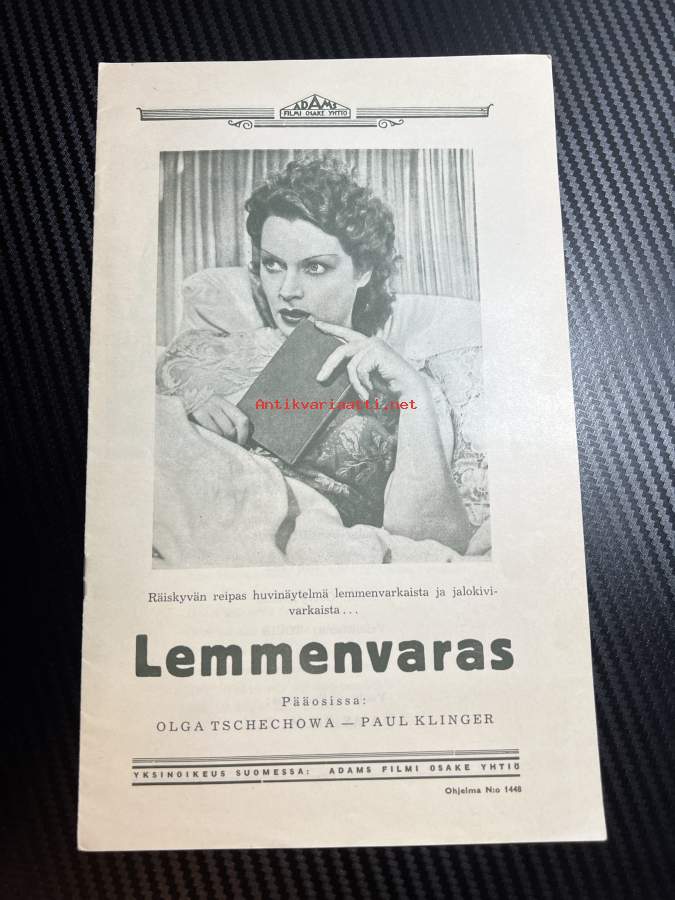 ADAMS
FILMI OSAKE YHTIÖ
Antikvariaatti.net
Räiskyvän reipas huvinäytelmä lemmenvarkaista ja jalokivi-
varkaista...
Lemmenvaras
Pääosissa:
OLGA TSCHECHOWA — PAUL KLINGER
YKSINOIKEUS SUOMESSA: ADAMS FILMI OSAKE YHTIÖ
Ohjelma N:o 1448